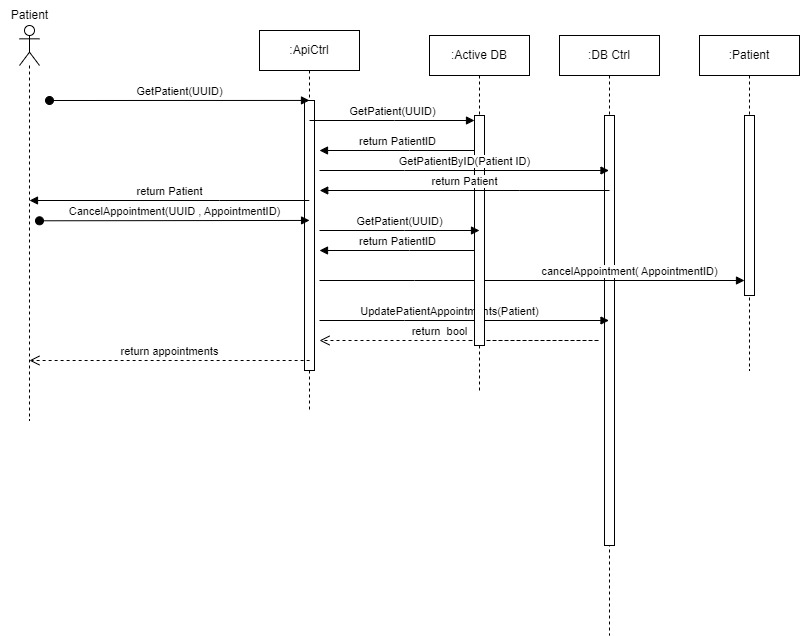 Patient
:ApiCtrl
:Active DB
:DB Ctrl
:Patient
GetPatient(UUID)
GetPatient(UUID)
return PatientID
GetPatientByID(Patient ID)
return Patient
return Patient
CancelAppointment(UUID , AppointmentID)
GetPatient(UUID)
return PatientID
cancelAppointment( AppointmentID)
UpdatePatientAppointments(Patient)
return  bool
return appointments